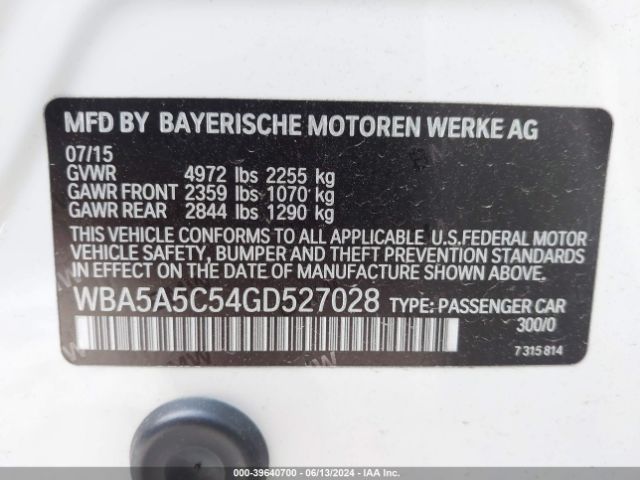 MFD BY BAYERISCHE MOTOREN WERKE AG
07/15
GVWR 4972 lbs 2255 kg
GAWR FRONT 2359 lbs 1070 kg
GAWR REAR 2844 lbs 1290 kg
THIS VEHICLE CONFORMS TO ALL APPLICABLE U.S.FEDERAL MOTOR
VEHICLE SAFETY, BUMPER AND THEFT PREVENTION STANDARDS
IN EFFECT ON THE DATE OF MANUFACTURE SHOWN ABOVE.
WBA5A5C54GD527028 TYPE: PASSENGER CAR
300/0
7 315 814
000-39640700 - 06/13/2024 - IAA Inc.